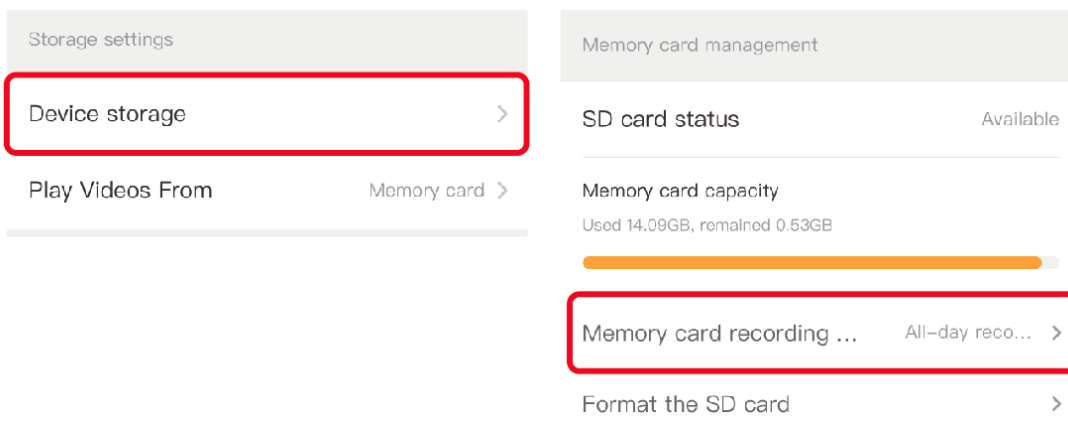 Storage settings
Device storage
Play Videos From Memory card
Memory card management
SD card status Available
Memory card capacity
Used 14.09GB, remained 0.53GB
Memory card recording ... All-day reco...
Format the SD card